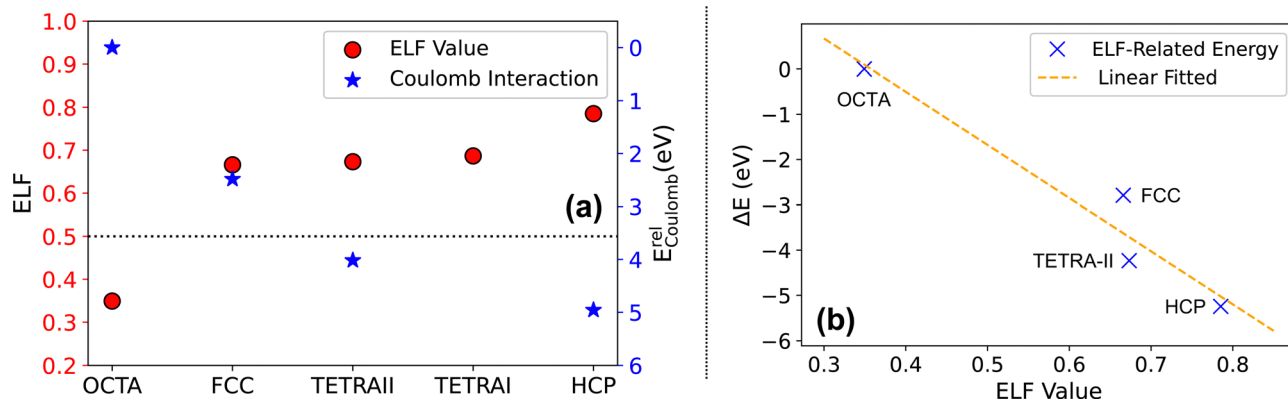 1.0
0.9
0.8
0.7
0.6
0.5
0.4
0.3
0.2
ELF
ELF Value
Coulomb Interaction
0
1
2
3
4
5
6
E^rel_Coulomb(eV)
(a)
OCTA FCC TETRAII TETRAI HCP
0
−1
−2
−3
−4
−5
−6
ΔE (eV)
ELF-Related Energy
Linear Fitted
OCTA
FCC
TETRA-II
HCP
(b)
0.3 0.4 0.5 0.6 0.7 0.8
ELF Value